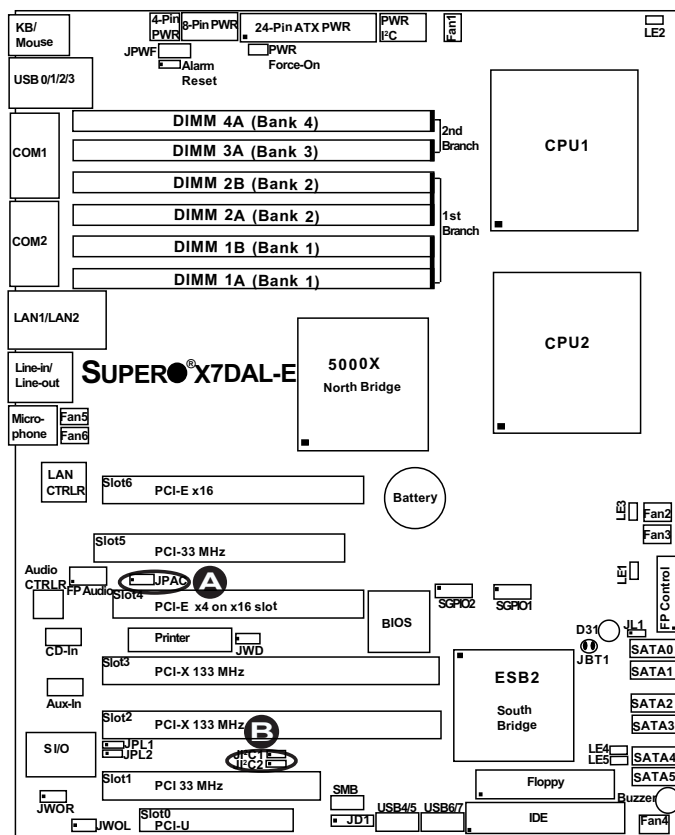 KB/
Mouse
4-Pin
PWR
8-Pin PWR
24-Pin ATX PWR
PWR
I²C
Fan1
LE2
JPWF
Alarm
Reset
PWR
Force-On
USB 0/1/2/3
COM1
COM2
DIMM 4A (Bank 4)
DIMM 3A (Bank 3)
DIMM 2B (Bank 2)
DIMM 2A (Bank 2)
DIMM 1B (Bank 1)
DIMM 1A (Bank 1)
2nd
Branch
1st
Branch
CPU1
CPU2
LAN1/LAN2
Line-in/
Line-out
SUPER®X7DAL-E
5000X
North Bridge
Micro-
phone
Fan5
Fan6
LAN
CTRLR
Slot6
PCI-E x16
Battery
LE3
Fan2
Fan3
Slot5
PCI-33 MHz
Audio
CTRLR
FP Audio
JPAC
A
Slot4
PCI-E x4 on x16 slot
BIOS
SGPIO2
SGPIO1
LE1
FP Control
CD-In
Printer
JWD
D31
JL1
JBT1
SATA0
SATA1
SATA2
SATA3
SATA4
SATA5
Slot3
PCI-X 133 MHz
ESB2
South
Bridge
Aux-In
Slot2
PCI-X 133 MHz
B
S I/O
JPL1
JPL2
JI²C1
JI²C2
LE4
LE5
Slot1
PCI 33 MHz
Floppy
Buzzer
JWOR
SMB
USB4/5
USB6/7
IDE
Fan4
JWOL
Slot0
PCI-U
JD1